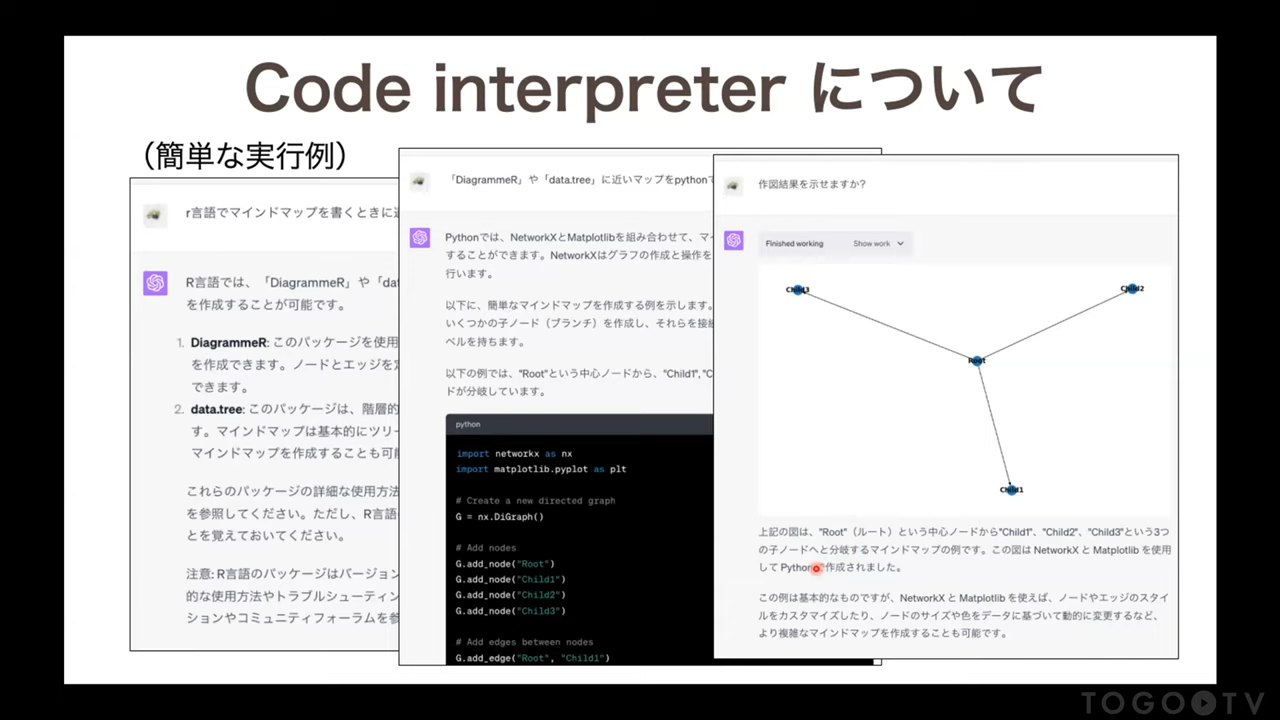 Code interpreter について
（簡単な実行例）
r言語でマインドマップを書くときに
R言語では、「DiagrammeR」や「dat
を作成することが可能です。
1. DiagrammeR: このパッケージを使用
を作成できます。ノードとエッジを
できます。
2. data.tree: このパッケージは、階層的
す。マインドマップは基本的にツリー
マインドマップを作成することも可
これらのパッケージの詳細な使用方法
を参照してください。ただし、R言語
とを覚えておいてください。
注意: R言語のパッケージはバージョン
的な使用方法やトラブルシューティン
ションやコミュニティフォーラムを参
「DiagrammeR」や「data.tree」に近いマップをpythonで
Pythonでは、NetworkXとMatplotlibを組み合わせて、マイ
することができます。NetworkXはグラフの作成と操作を
行います。
以下に、簡単なマインドマップを作成する例を示します。
いくつかの子ノード（ブランチ）を作成し、それらを接続
ベルを持ちます。
以下の例では、"Root"という中心ノードから、"Child1", "C
ドが分岐しています。
python
import networkx as nx
import matplotlib.pyplot as plt
# Create a new directed graph
G = nx.DiGraph()
# Add nodes
G.add_node("Root")
G.add_node("Child1")
G.add_node("Child2")
G.add_node("Child3")
# Add edges between nodes
G.add_edge("Root", "Child1")
作図結果を示せますか?
Finished working Show work
Child3
Child2
Root
Child1
上記の図は、"Root"（ルート）という中心ノードから"Child1"、"Child2"、"Child3"という3つ
の子ノードへと分岐するマインドマップの例です。この図は NetworkX と Matplotlib を使用
して Pythonで作成されました。
この例は基本的なものですが、NetworkX と Matplotlib を使えば、ノードやエッジのスタイ
ルをカスタマイズしたり、ノードのサイズや色をデータに基づいて動的に変更するなど、
より複雑なマインドマップを作成することも可能です。
TOGO TV